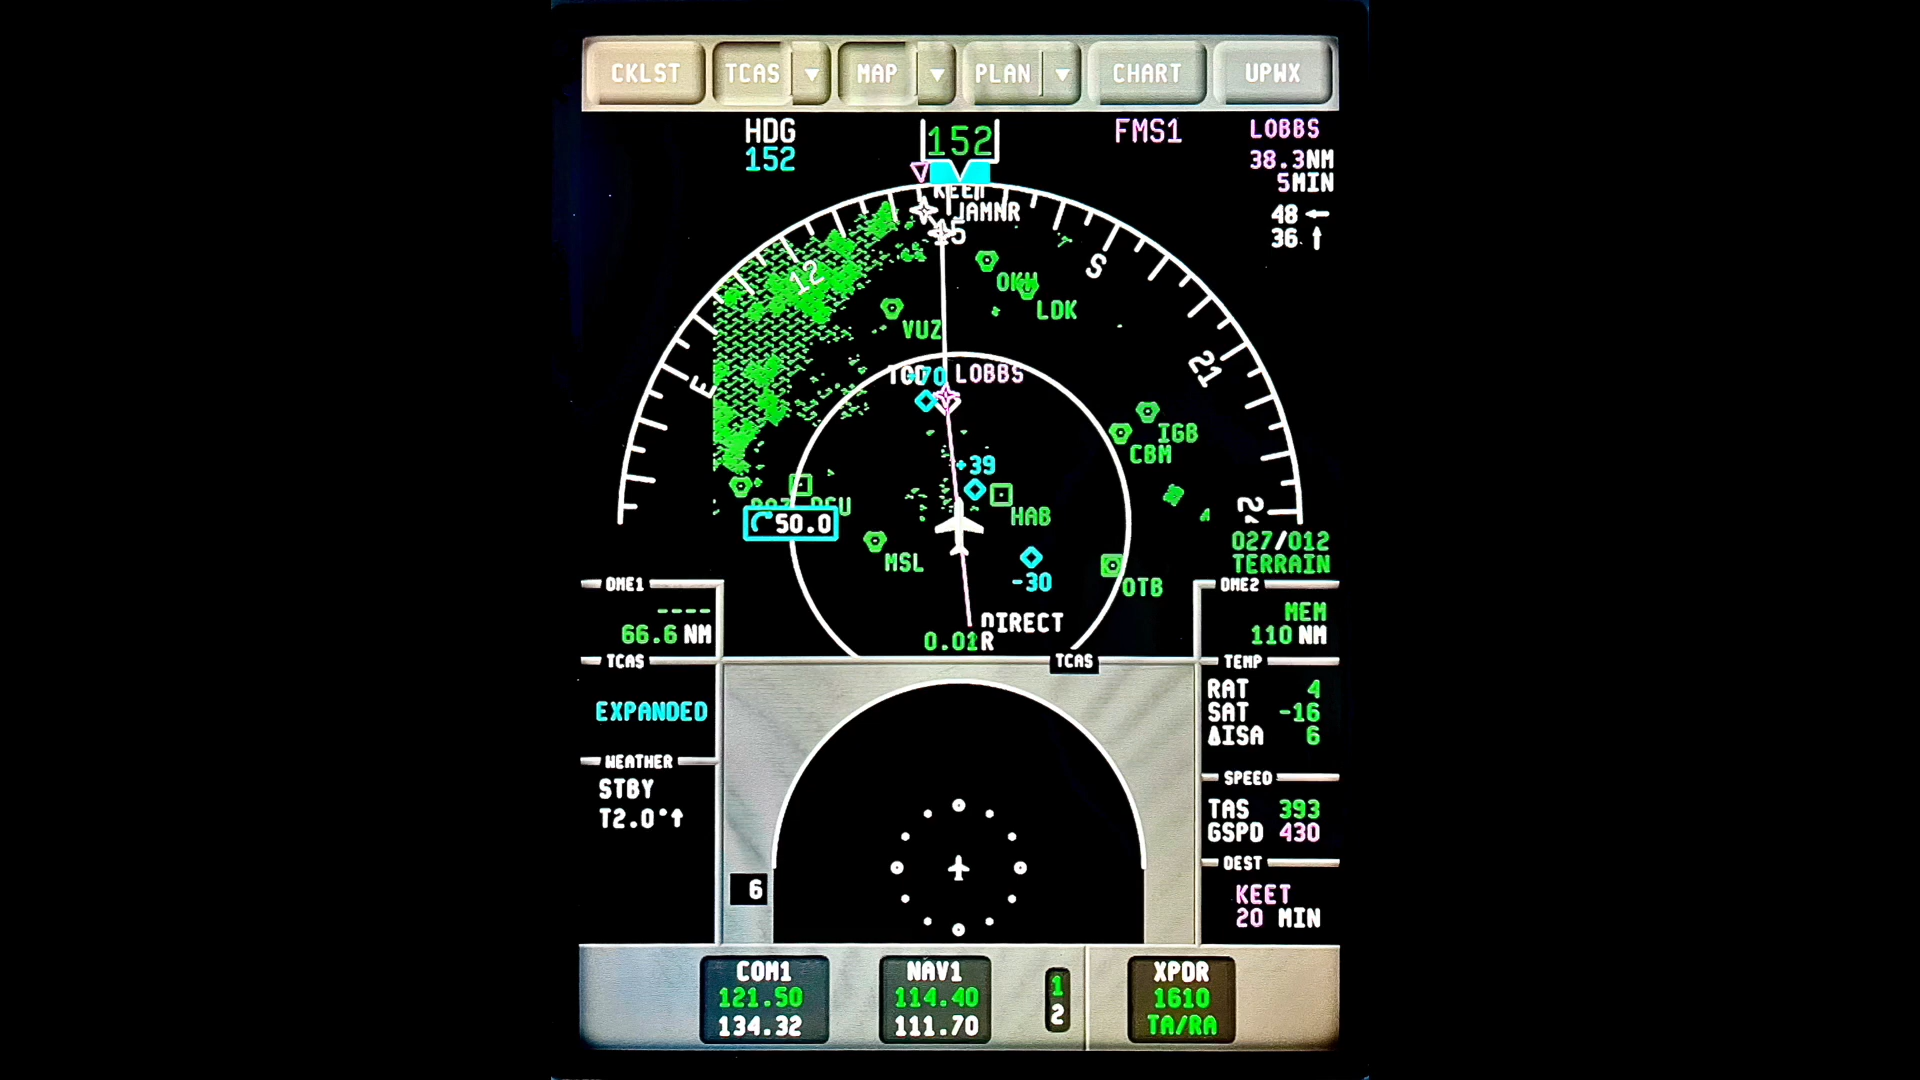 CKLST TCAS MAP PLAN CHART UPWX
HDG
152
152
FMS1
LOBBS
38.3NM
5MIN
48 ←
36 ↑
JAMNR
15
12
S
OKW
LDK
VUZ
E
21
+70
LOBBS
IGB
CBM
+39
HAB
50.0
MSL
-30
OTB
24
027/012
TERRAIN
DIRECT
DME1
----
66.6 NM
DME2
MEM
110 NM
TCAS
EXPANDED
TCAS
TEMP
RAT 4
SAT -16
ΔISA 6
WEATHER
STBY
T2.0°↑
SPEED
TAS 393
GSPD 430
6
DEST
KEET
20 MIN
COM1
121.50
134.32
NAV1
114.40
111.70
1
2
XPDR
1610
TA/RA